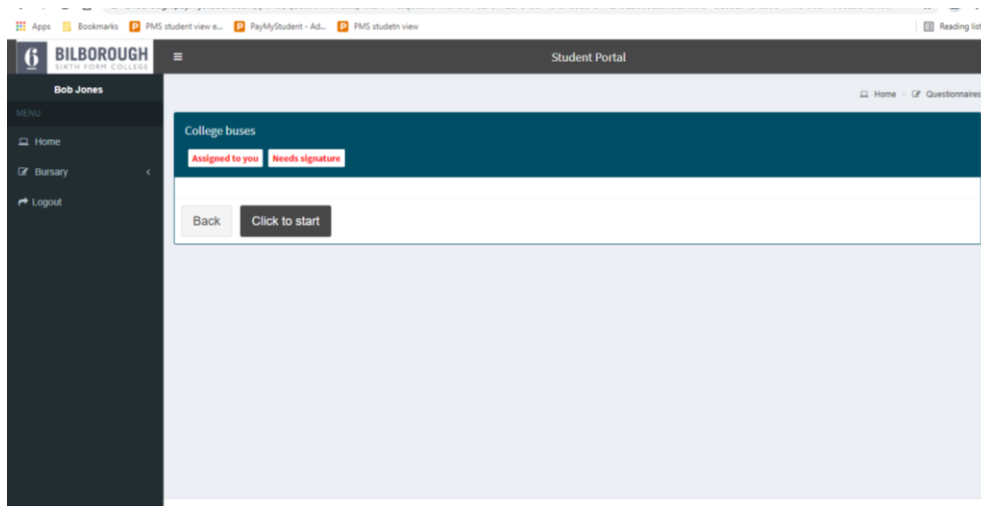 Apps Bookmarks PMS student view e... PayMyStudent - Ad... PMS studetn view Reading list
6 BILBOROUGH
SIXTH FORM COLLEGE
Student Portal
Bob Jones
Home Questionnaires
MENU
Home
Bursary
Logout
College buses
Assigned to you Needs signature
Back Click to start